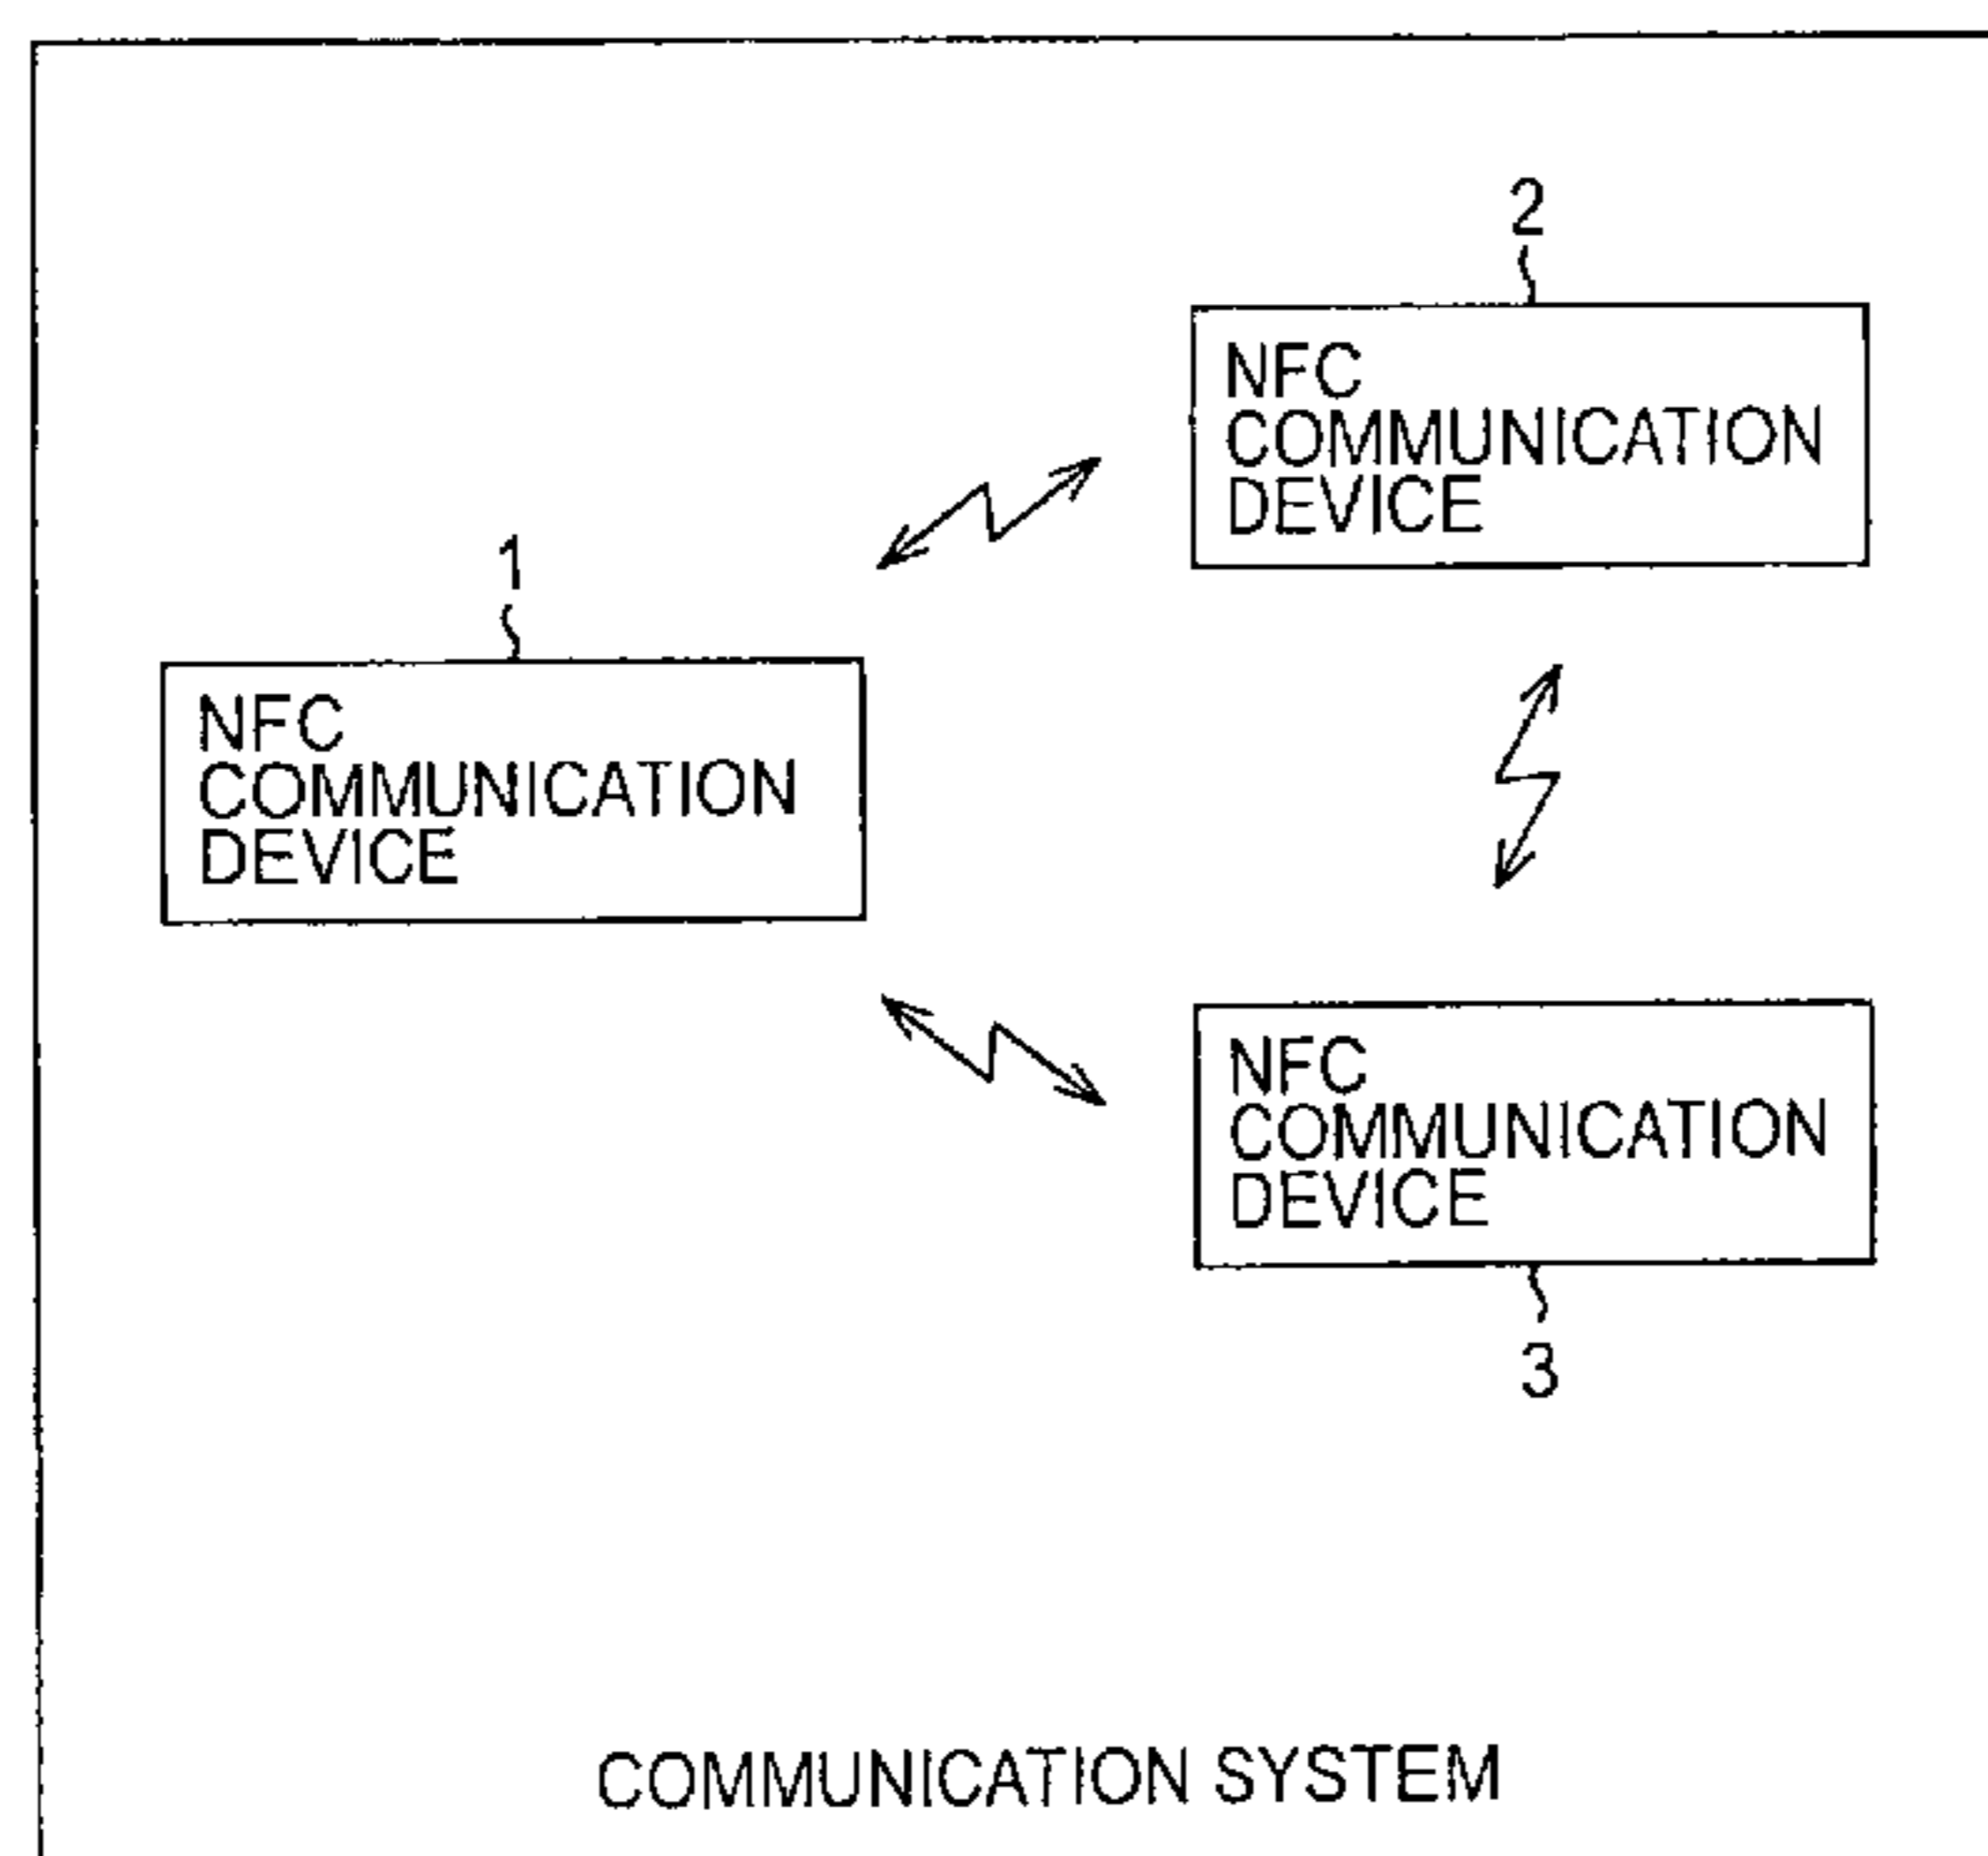 2
NFC
COMMUNICATION
DEVICE
1
NFC
COMMUNICATION
DEVICE
NFC
COMMUNICATION
DEVICE
3
COMMUNICATION SYSTEM